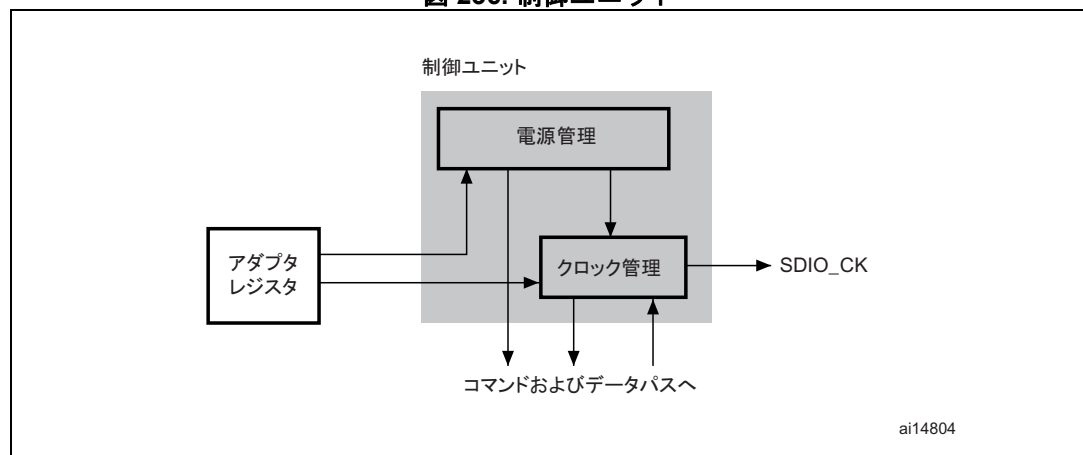 制御ユニット
電源管理
アダプタ
レジスタ
クロック管理
SDIO_CK
コマンドおよびデータパスへ
ai14804